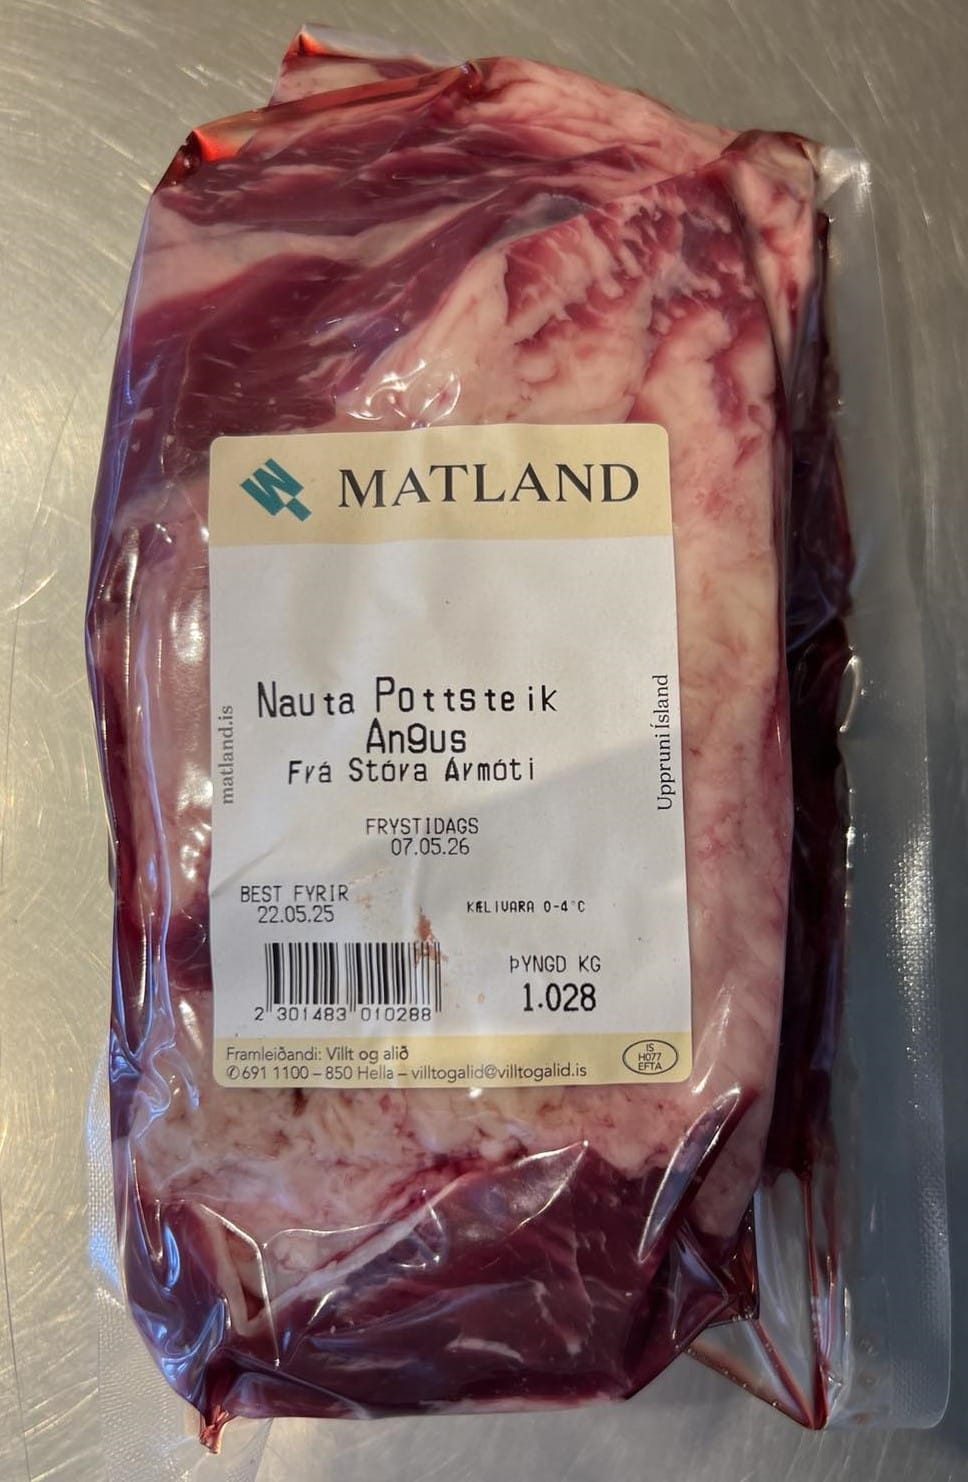 MATLAND
Nauta Pottsteik
Angus
Frá Stóra Ármóti
matland.is
Uppruni Ísland
FRYSTIDAGS
07.05.26
BEST FYRIR
22.05.25
KÆLIVARA 0-4°C
ÞYNGD KG
1.028
2 301483 010288
Framleiðandi: Villt og alið
✆691 1100 – 850 Hella – villtogalid@villtogalid.is
IS
H077
EFTA